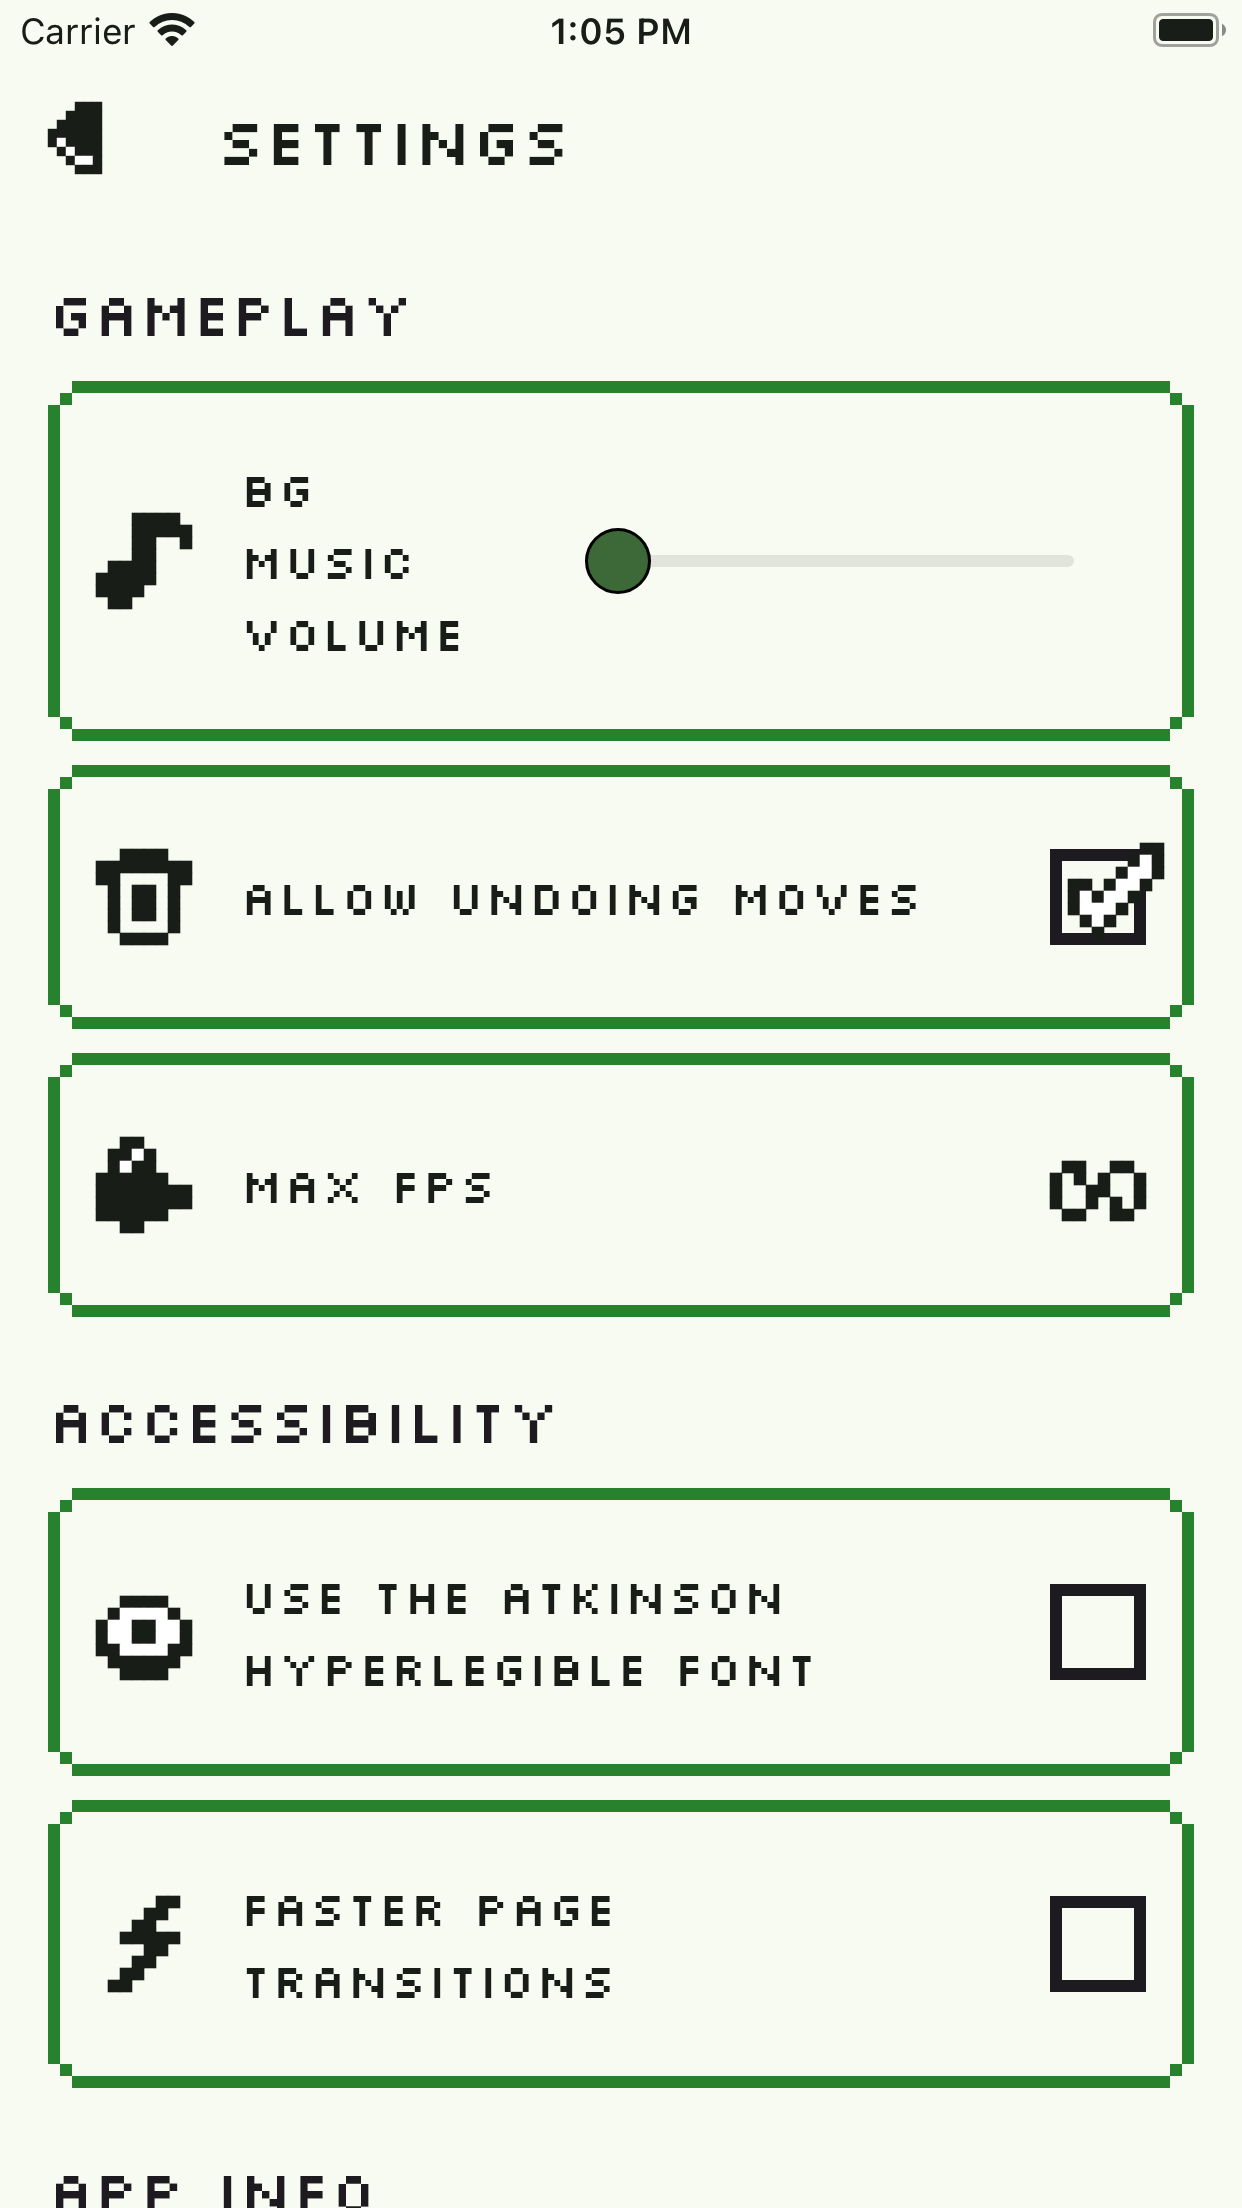 Carrier
1:05 PM
SETTINGS
GAMEPLAY
BG
MUSIC
VOLUME
ALLOW UNDOING MOVES
MAX FPS
∞
ACCESSIBILITY
USE THE ATKINSON
HYPERLEGIBLE FONT
FASTER PAGE
TRANSITIONS
APP INFO